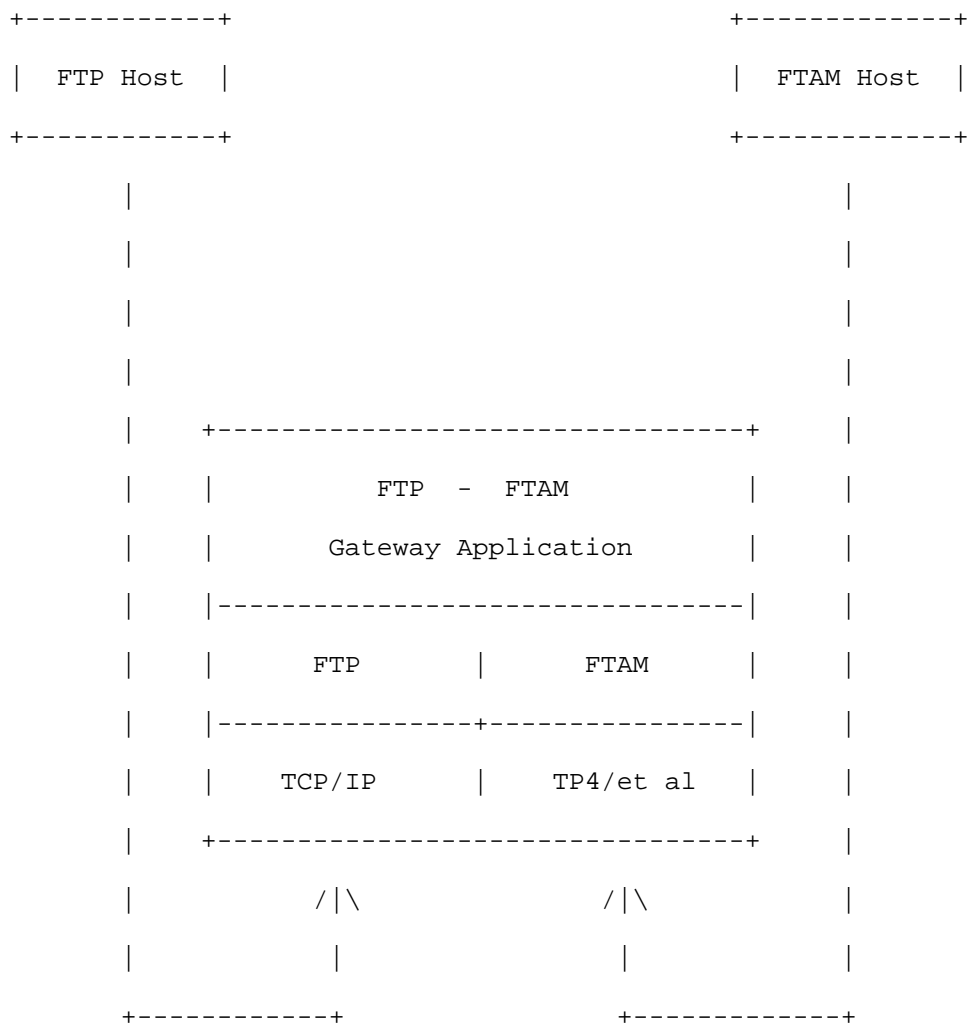 FTP Host FTAM Host
FTP - FTAM
Gateway Application
FTP FTAM
TCP/IP TP4/et al